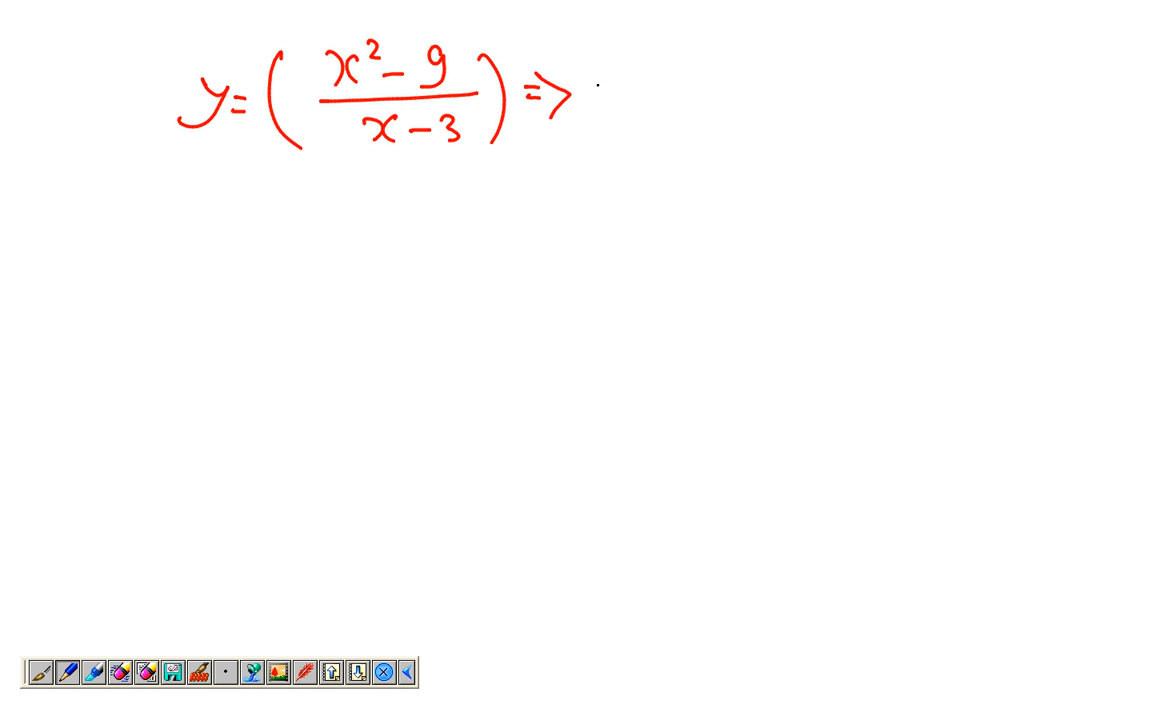 y = ( x² - 9 / x - 3 ) =>